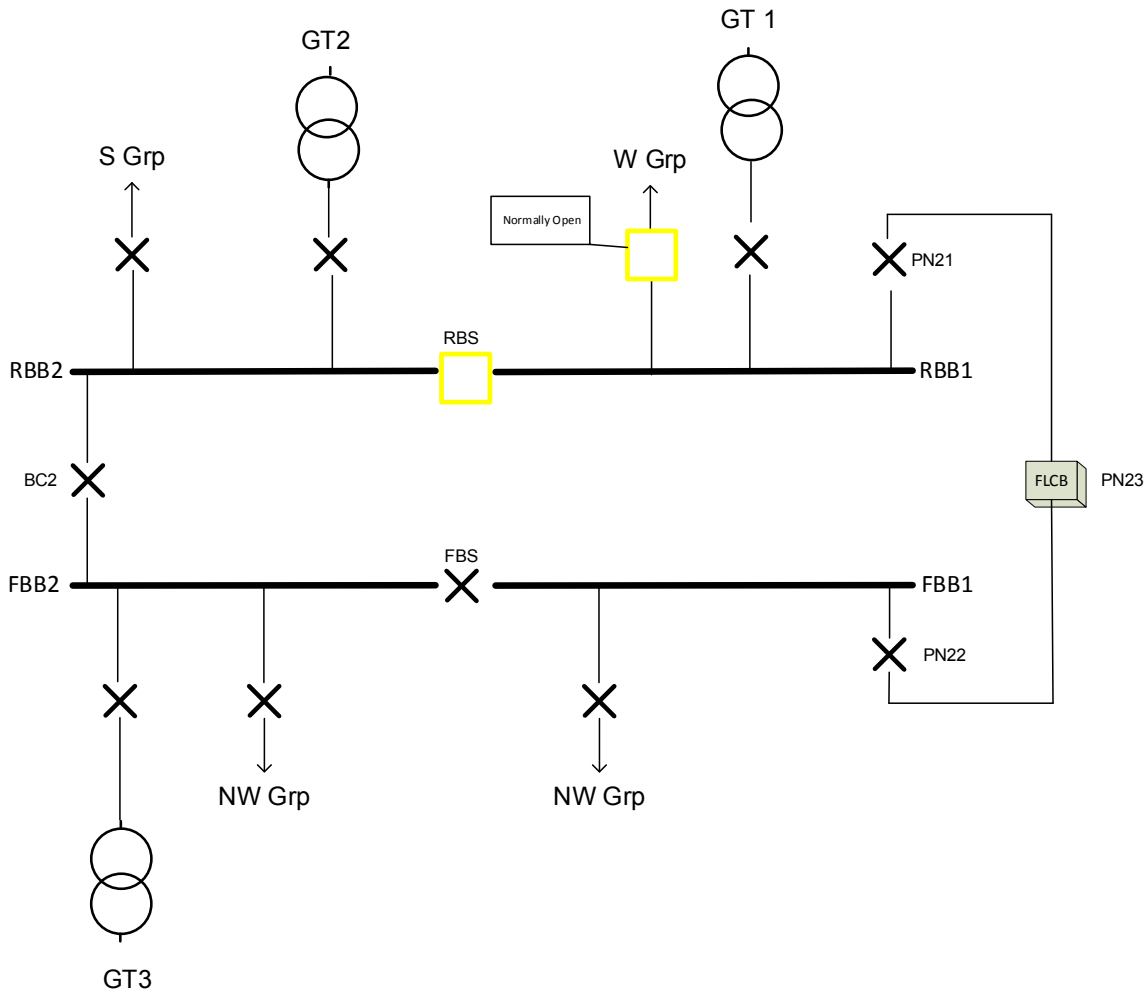 GT 1
GT2
S Grp
W Grp
Normally Open
PN21
RBS
RBB2
RBB1
BC2
FLCB
PN23
FBS
FBB2
FBB1
PN22
NW Grp
NW Grp
GT3